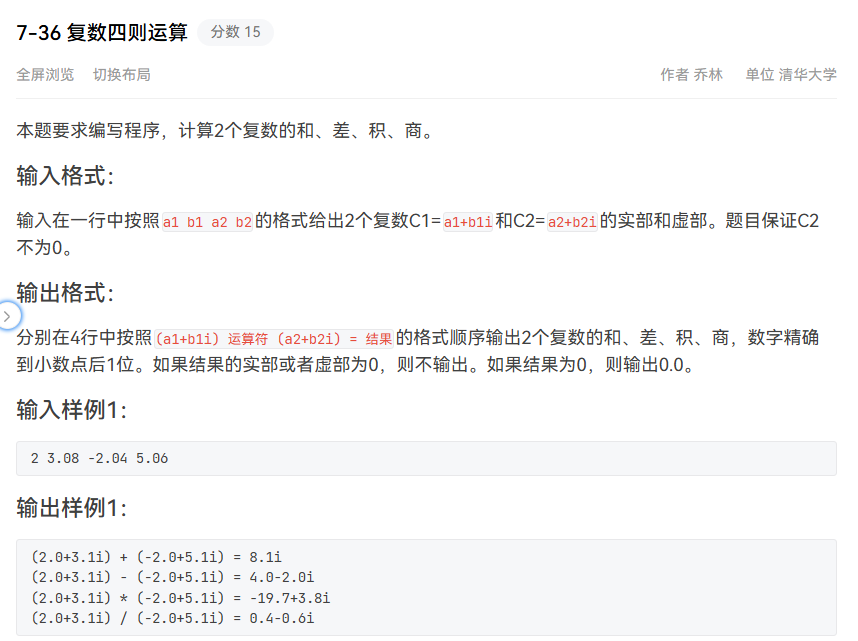 7-36 复数四则运算 分数 15
全屏浏览 切换布局 作者 乔林 单位 清华大学
本题要求编写程序，计算2个复数的和、差、积、商。
输入格式：
输入在一行中按照a1 b1 a2 b2的格式给出2个复数C1=a1+b1i和C2=a2+b2i的实部和虚部。题目保证C2
不为0。
输出格式：
分别在4行中按照(a1+b1i) 运算符 (a2+b2i) = 结果的格式顺序输出2个复数的和、差、积、商，数字精确
到小数点后1位。如果结果的实部或者虚部为0，则不输出。如果结果为0，则输出0.0。
输入样例1：
2 3.08 -2.04 5.06
输出样例1：
(2.0+3.1i) + (-2.0+5.1i) = 8.1i
(2.0+3.1i) - (-2.0+5.1i) = 4.0-2.0i
(2.0+3.1i) * (-2.0+5.1i) = -19.7+3.8i
(2.0+3.1i) / (-2.0+5.1i) = 0.4-0.6i